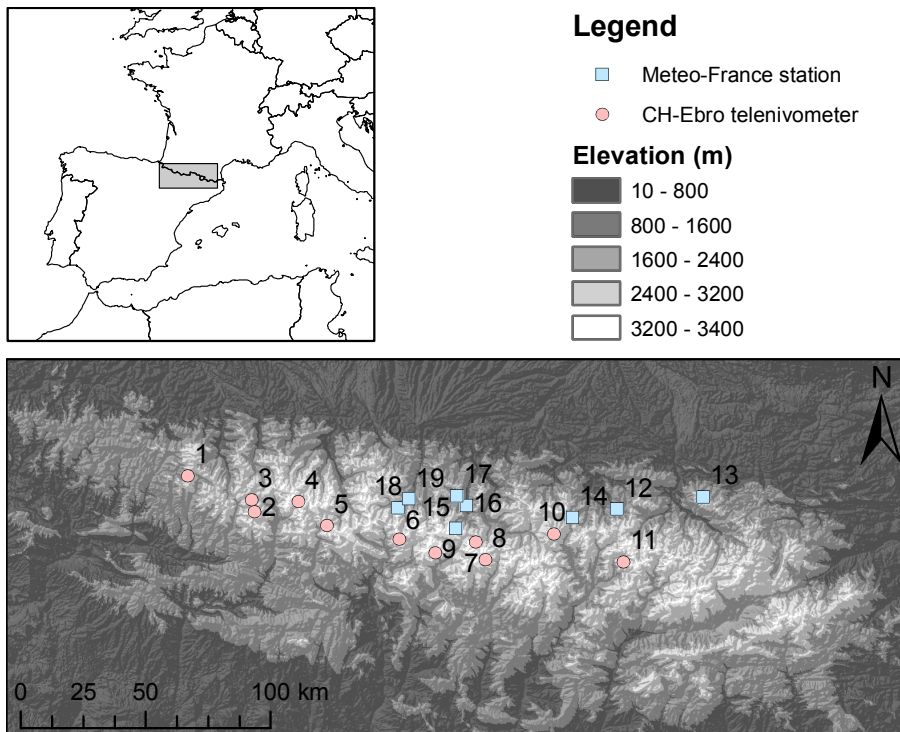 Legend
Meteo-France station
CH-Ebro telenivometer
Elevation (m)
10 - 800
800 - 1600
1600 - 2400
2400 - 3200
3200 - 3400
N
1
3
4
2
5
18
19
17
15
16
6
9
8
7
10
14
12
13
11
0 25 50 100 km